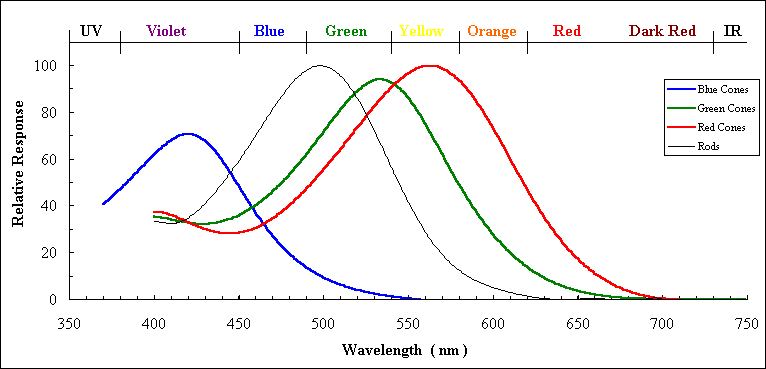 UV Violet Blue Green Yellow Orange Red Dark Red IR
100
80
60
40
20
0
Relative Response
Blue Cones
Green Cones
Red Cones
Rods
350 400 450 500 550 600 650 700 750
Wavelength ( nm )